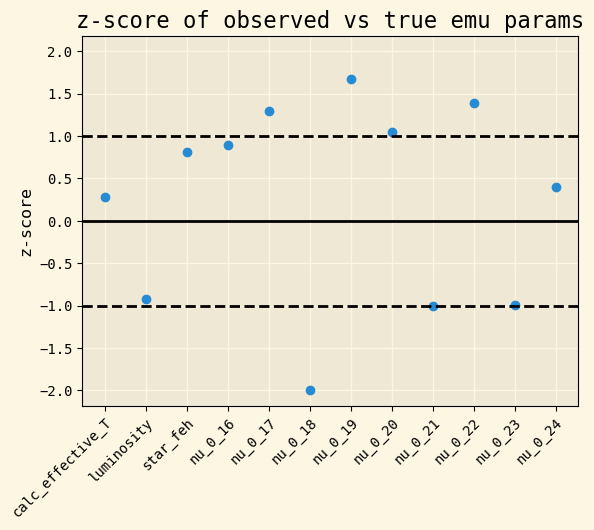 z-score of observed vs true emu params
z-score
2.0
1.5
1.0
0.5
0.0
−0.5
−1.0
−1.5
−2.0
calc_effective_T
luminosity
star_feh
nu_0_16
nu_0_17
nu_0_18
nu_0_19
nu_0_20
nu_0_21
nu_0_22
nu_0_23
nu_0_24